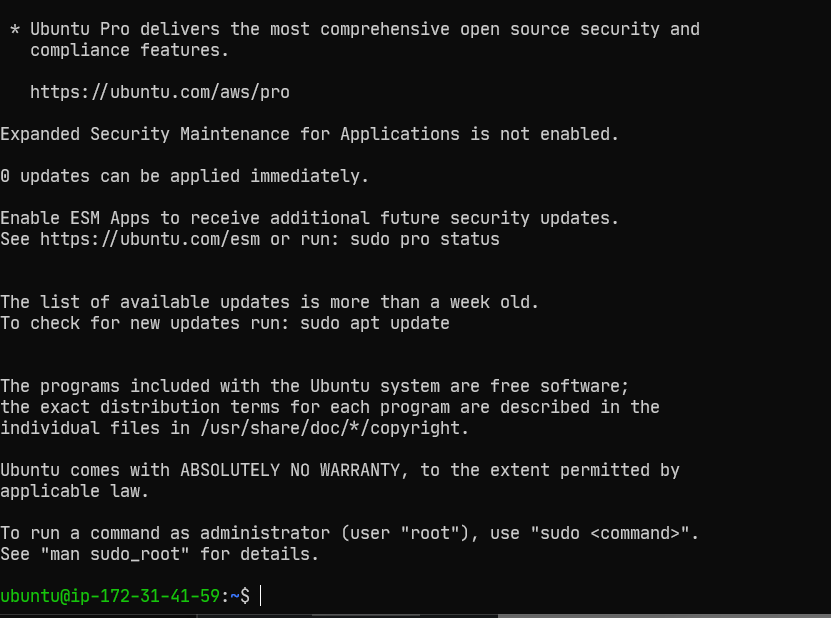 * Ubuntu Pro delivers the most comprehensive open source security and
compliance features.
https://ubuntu.com/aws/pro
Expanded Security Maintenance for Applications is not enabled.
0 updates can be applied immediately.
Enable ESM Apps to receive additional future security updates.
See https://ubuntu.com/esm or run: sudo pro status
The list of available updates is more than a week old.
To check for new updates run: sudo apt update
The programs included with the Ubuntu system are free software;
the exact distribution terms for each program are described in the
individual files in /usr/share/doc/*/copyright.
Ubuntu comes with ABSOLUTELY NO WARRANTY, to the extent permitted by
applicable law.
To run a command as administrator (user "root"), use "sudo <command>".
See "man sudo_root" for details.
ubuntu@ip-172-31-41-59:~$